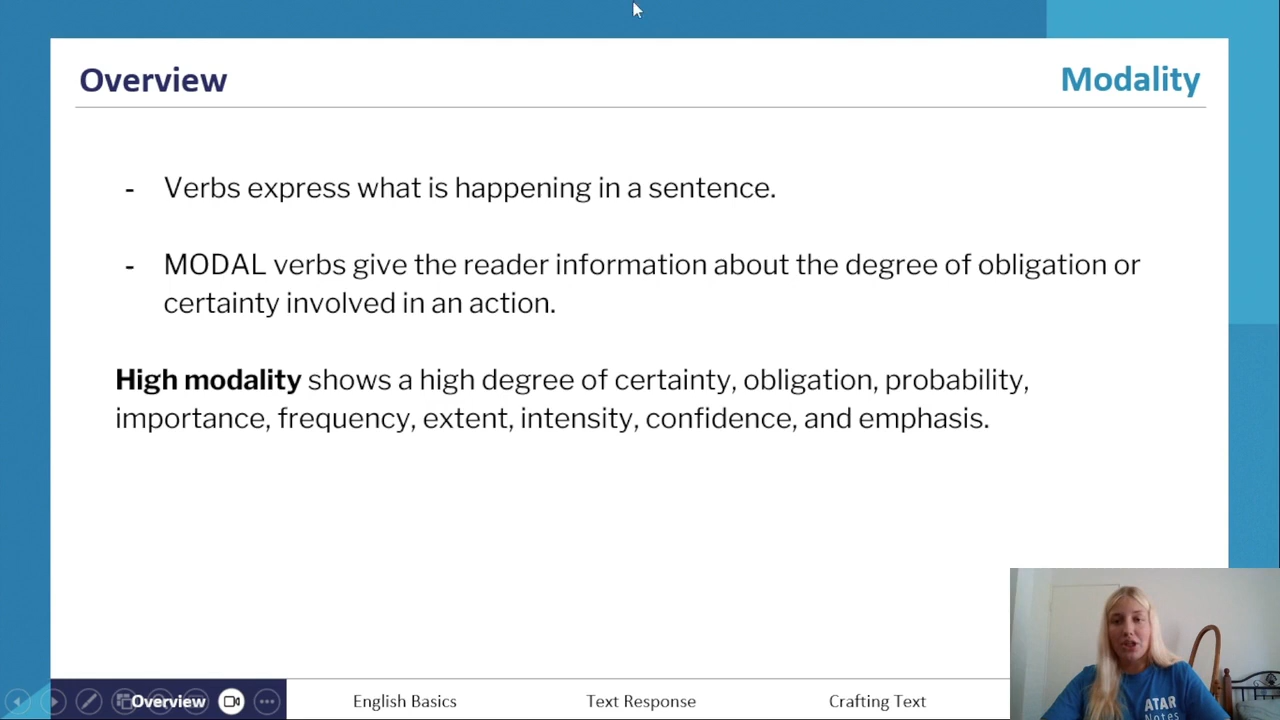 Overview
Modality
- Verbs express what is happening in a sentence.
- MODAL verbs give the reader information about the degree of obligation or
certainty involved in an action.
High modality shows a high degree of certainty, obligation, probability,
importance, frequency, extent, intensity, confidence, and emphasis.
Overview
English Basics
Text Response
Crafting Text
ATAR
Notes